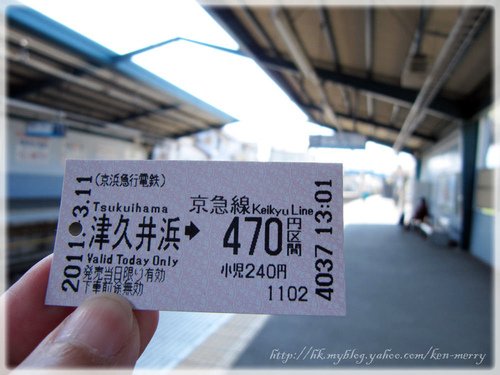 2011.-3.11
(京浜急行電鉄)
Tsukuihama
津久井浜➡
Valid Today Only
発売当日限り有効
下車前途無効
京急線 Keikyu Line
470円区間
小児240円
1102
4037 13:01
http://hk.myblog.yahoo.com/ken-merry